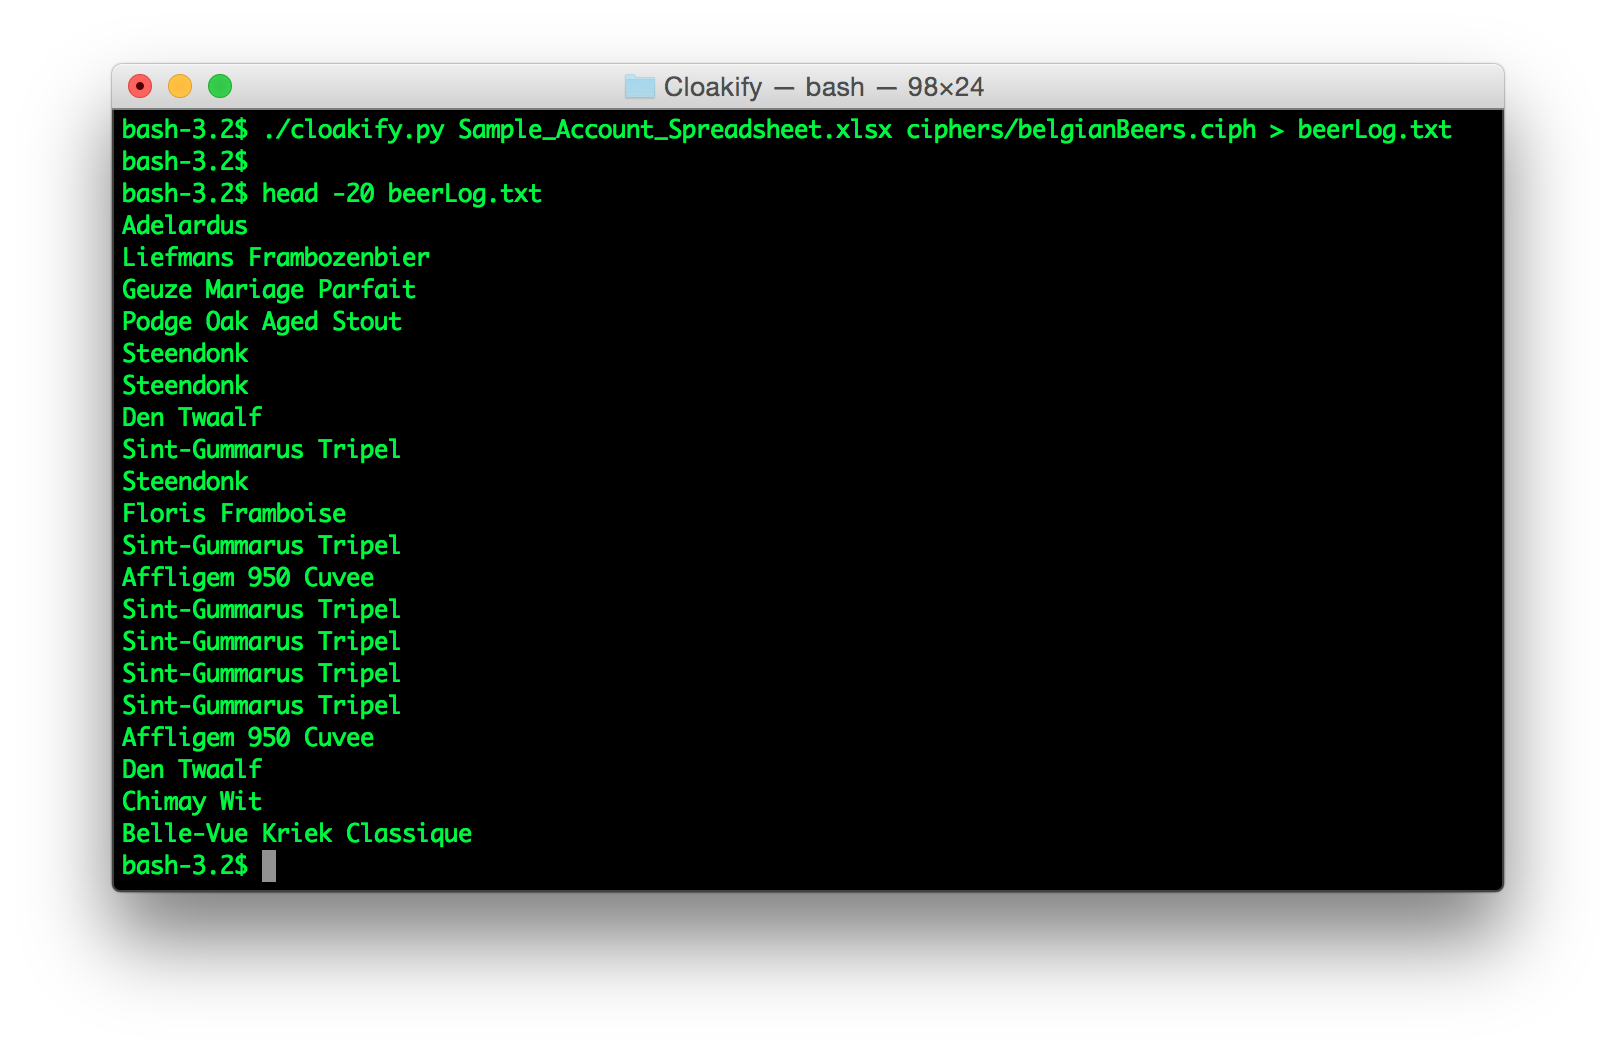 Cloakify — bash — 98×24
bash-3.2$ ./cloakify.py Sample_Account_Spreadsheet.xlsx ciphers/belgianBeers.ciph > beerLog.txt
bash-3.2$
bash-3.2$ head -20 beerLog.txt
Adelardus
Liefmans Frambozenbier
Geuze Mariage Parfait
Podge Oak Aged Stout
Steendonk
Steendonk
Den Twaalf
Sint-Gummarus Tripel
Steendonk
Floris Framboise
Sint-Gummarus Tripel
Affligem 950 Cuvee
Sint-Gummarus Tripel
Sint-Gummarus Tripel
Sint-Gummarus Tripel
Sint-Gummarus Tripel
Affligem 950 Cuvee
Den Twaalf
Chimay Wit
Belle-Vue Kriek Classique
bash-3.2$